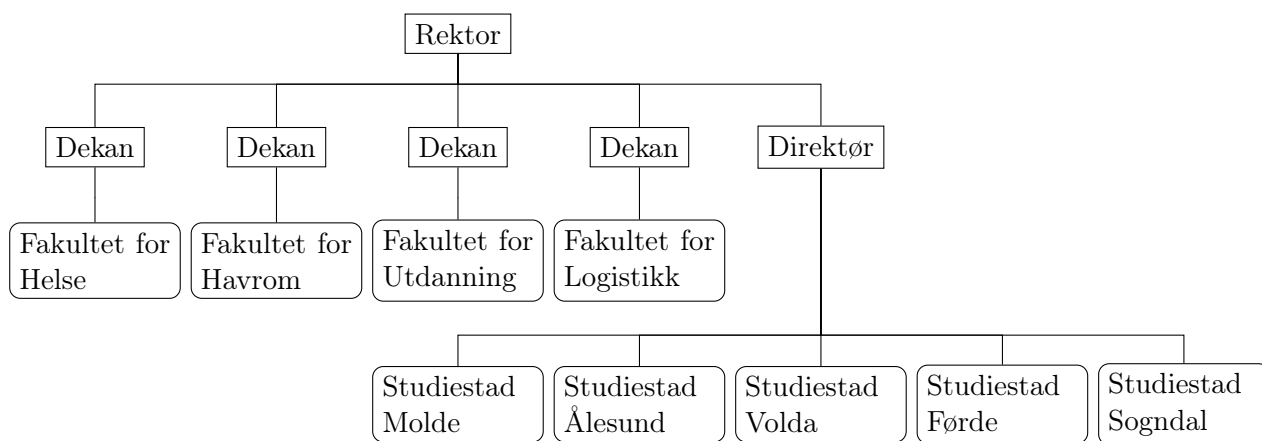 Rektor
Dekan
Dekan
Dekan
Dekan
Direktør
Fakultet for
Helse
Fakultet for
Havrom
Fakultet for
Utdanning
Fakultet for
Logistikk
Studiestad
Molde
Studiestad
Ålesund
Studiestad
Volda
Studiestad
Førde
Studiestad
Sogndal